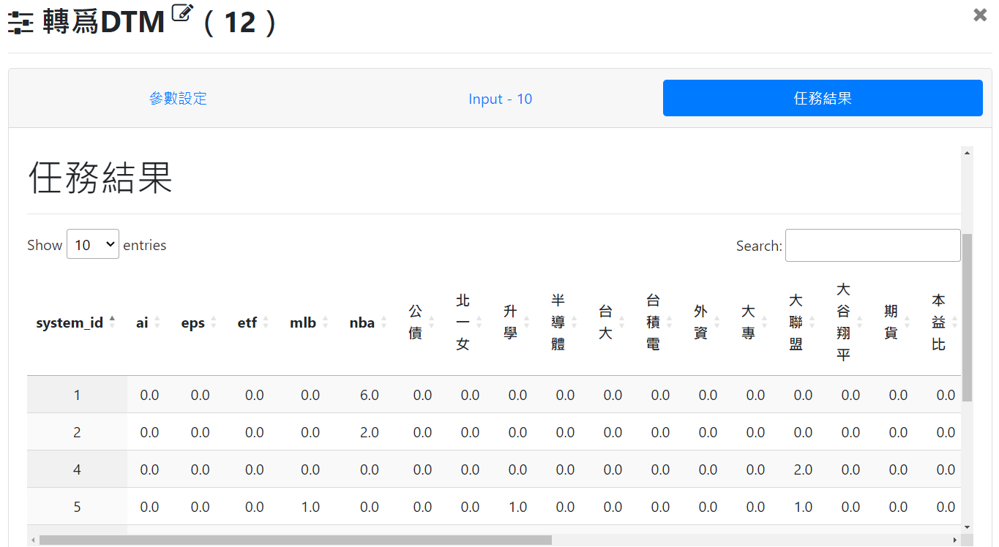 轉爲DTM ( 12 )
參數設定 Input - 10 任務結果
任務結果
Show 10 entries Search:
system_id ai eps etf mlb nba 公債 北一女 升學 半導體 台大 台積電 外資 大專 大聯盟 大谷翔平 期貨 本益比
1 0.0 0.0 0.0 0.0 6.0 0.0 0.0 0.0 0.0 0.0 0.0 0.0 0.0 0.0 0.0 0.0 0.0
2 0.0 0.0 0.0 0.0 2.0 0.0 0.0 0.0 0.0 0.0 0.0 0.0 0.0 0.0 0.0 0.0 0.0
4 0.0 0.0 0.0 0.0 0.0 0.0 0.0 0.0 0.0 0.0 0.0 0.0 0.0 2.0 0.0 0.0 0.0
5 0.0 0.0 0.0 1.0 0.0 0.0 0.0 1.0 0.0 0.0 0.0 0.0 0.0 1.0 0.0 0.0 0.0